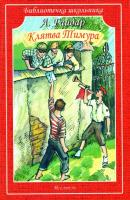 Библиотечка школьника
А. Гайдар
Клятва Тимура